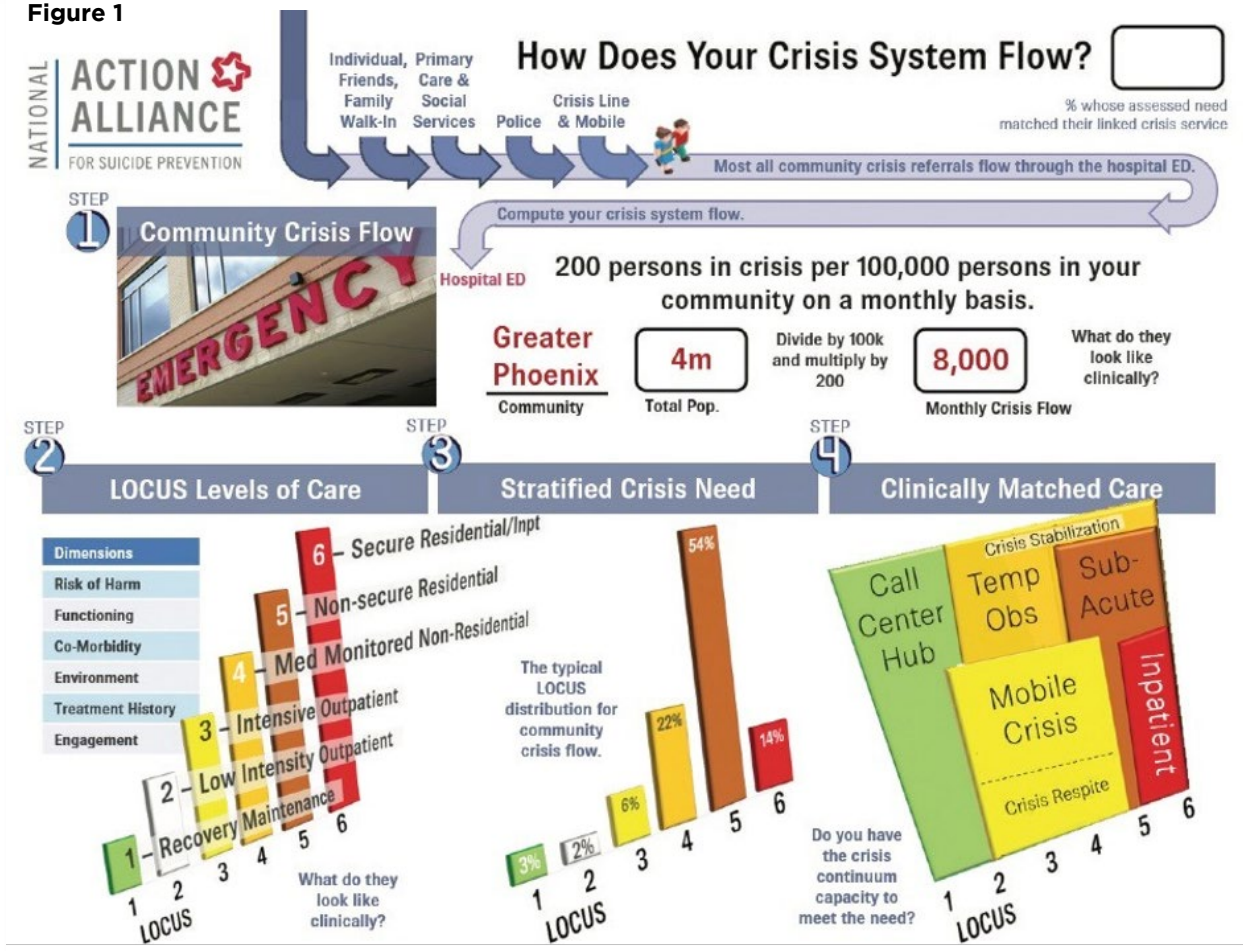 Figure 1
NATIONAL
ACTION
ALLIANCE
FOR SUICIDE PREVENTION
Individual,
Friends,
Family
Walk-In
Primary
Care &
Social
Services
Police
Crisis Line
& Mobile
How Does Your Crisis System Flow?
% whose assessed need
matched their linked crisis service
Most all community crisis referrals flow through the hospital ED.
Compute your crisis system flow.
Hospital ED
STEP
1
Community Crisis Flow
EMERGENCY
200 persons in crisis per 100,000 persons in your
community on a monthly basis.
Greater
Phoenix
Community
4m
Total Pop.
Divide by 100k
and multiply by
200
8,000
Monthly Crisis Flow
What do they
look like
clinically?
STEP
2
LOCUS Levels of Care
Dimensions
Risk of Harm
Functioning
Co-Morbidity
Environment
Treatment History
Engagement
6 – Secure Residential/Inpt
5 – Non-secure Residential
4 – Med Monitored Non-Residential
3 – Intensive Outpatient
2 – Low Intensity Outpatient
1 – Recovery Maintenance
1 2 3 4 5 6
LOCUS
What do they
look like
clinically?
STEP
3
Stratified Crisis Need
The typical
LOCUS
distribution for
community
crisis flow.
3%
2%
6%
22%
54%
14%
1 2 3 4 5 6
LOCUS
STEP
4
Clinically Matched Care
Crisis Stabilization
Call
Center
Hub
Temp
Obs
Sub-
Acute
Mobile
Crisis
Crisis Respite
Inpatient
Do you have
the crisis
continuum
capacity to
meet the need?
1 2 3 4 5 6
LOCUS